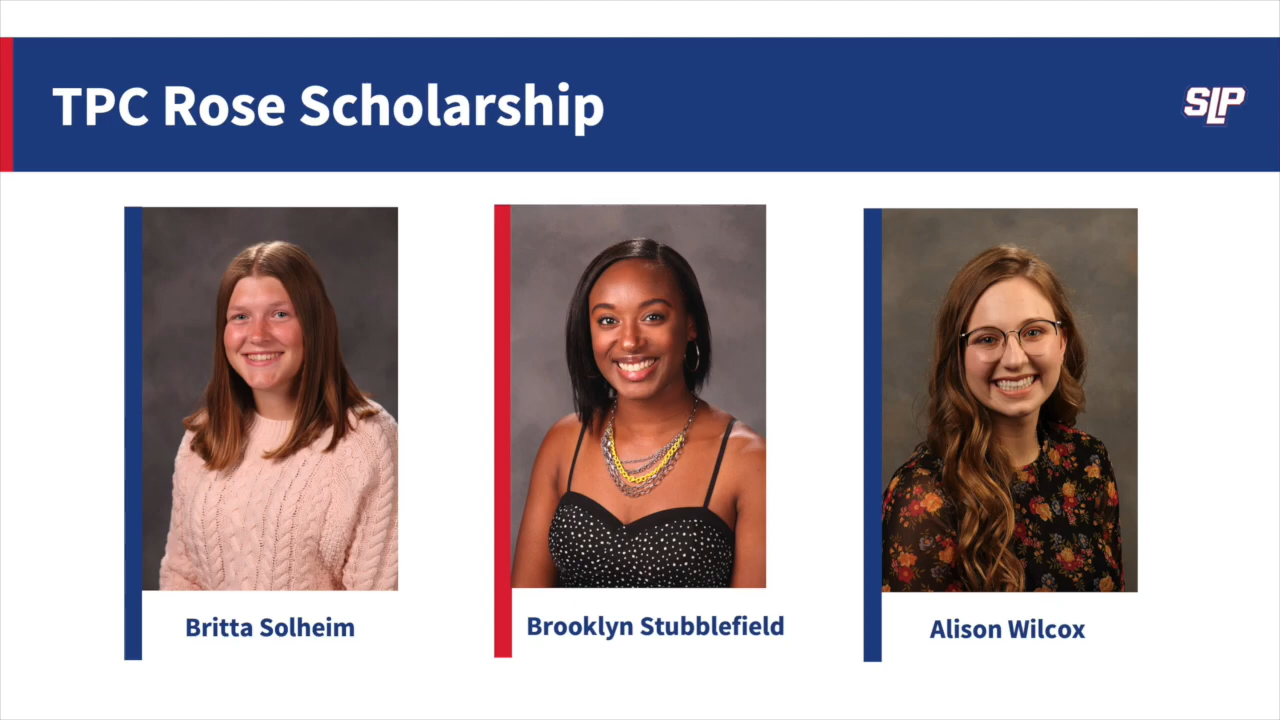 TPC Rose Scholarship
SLP
Britta Solheim
Brooklyn Stubblefield
Alison Wilcox